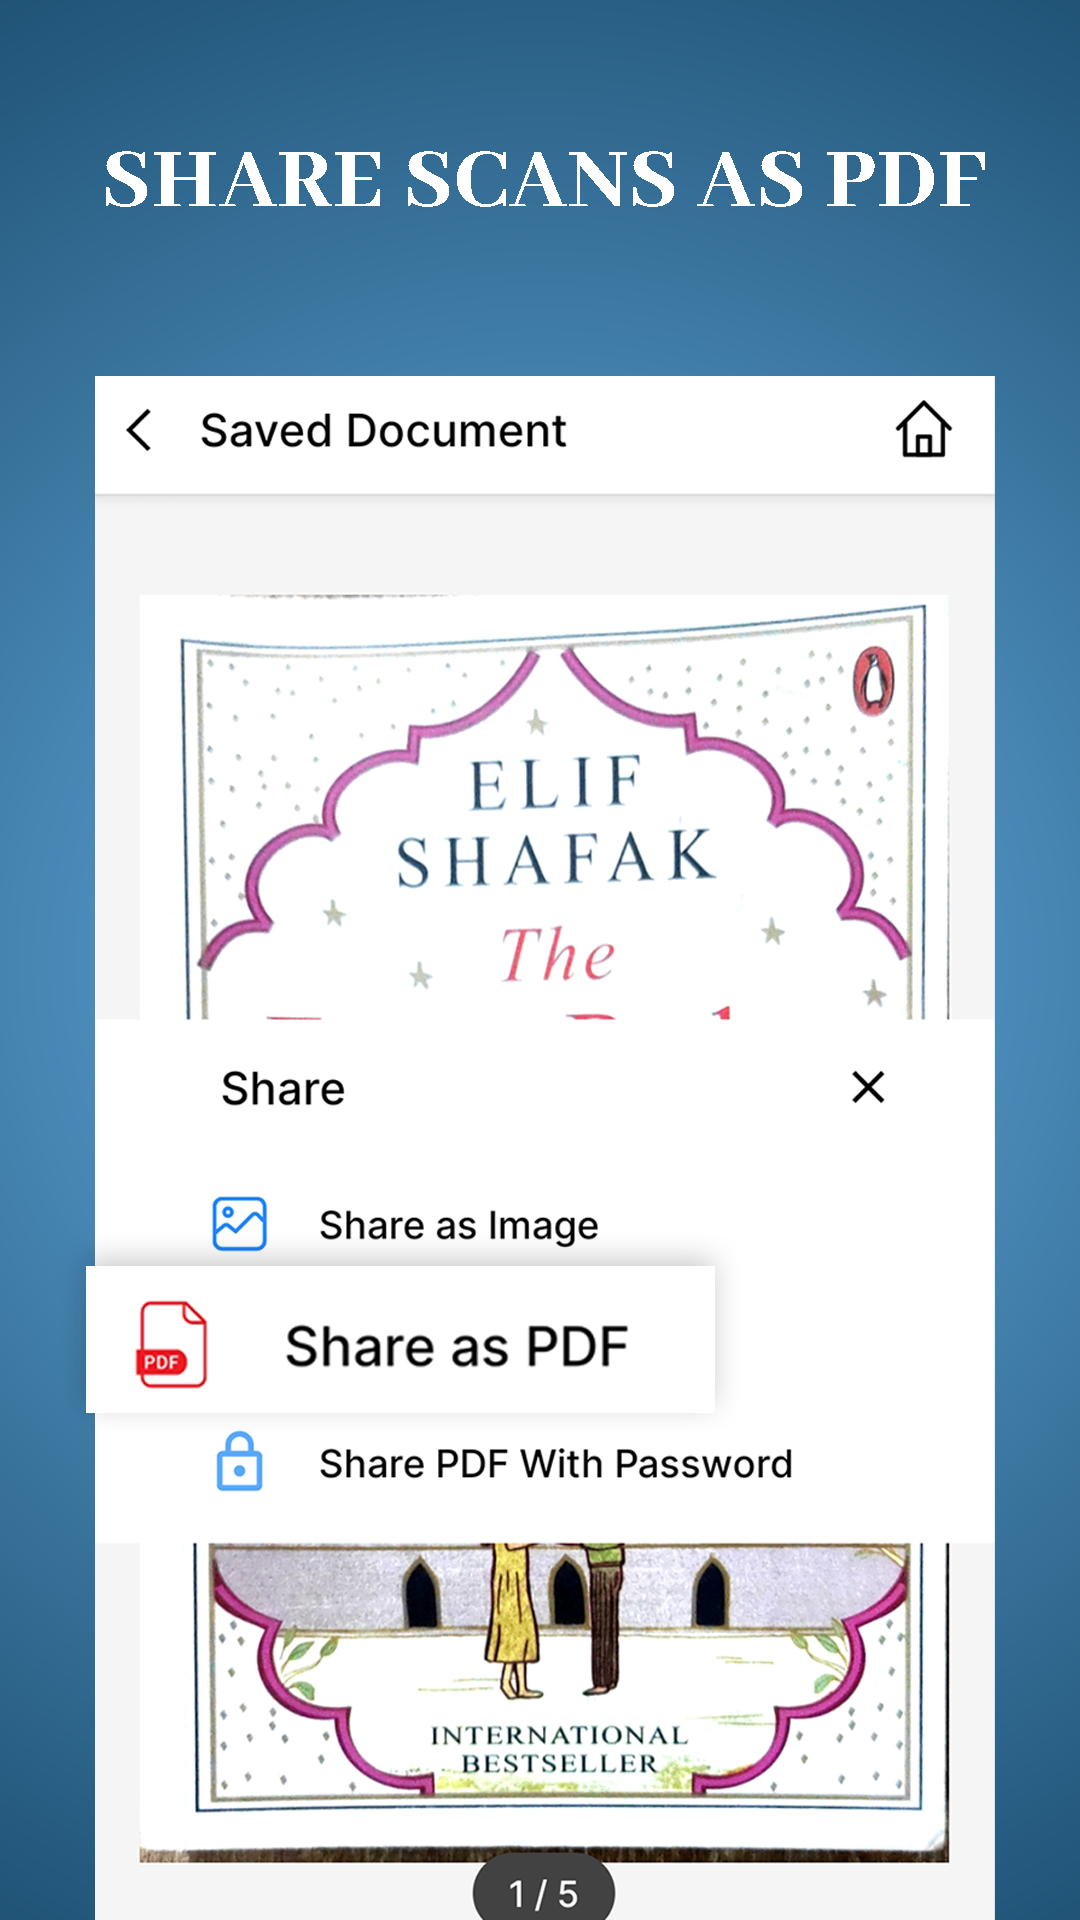 SHARE SCANS AS PDF
Saved Document
ELIF
SHAFAK
The
Share
Share as Image
PDF
Share as PDF
Share PDF With Password
INTERNATIONAL
BESTSELLER
1 / 5